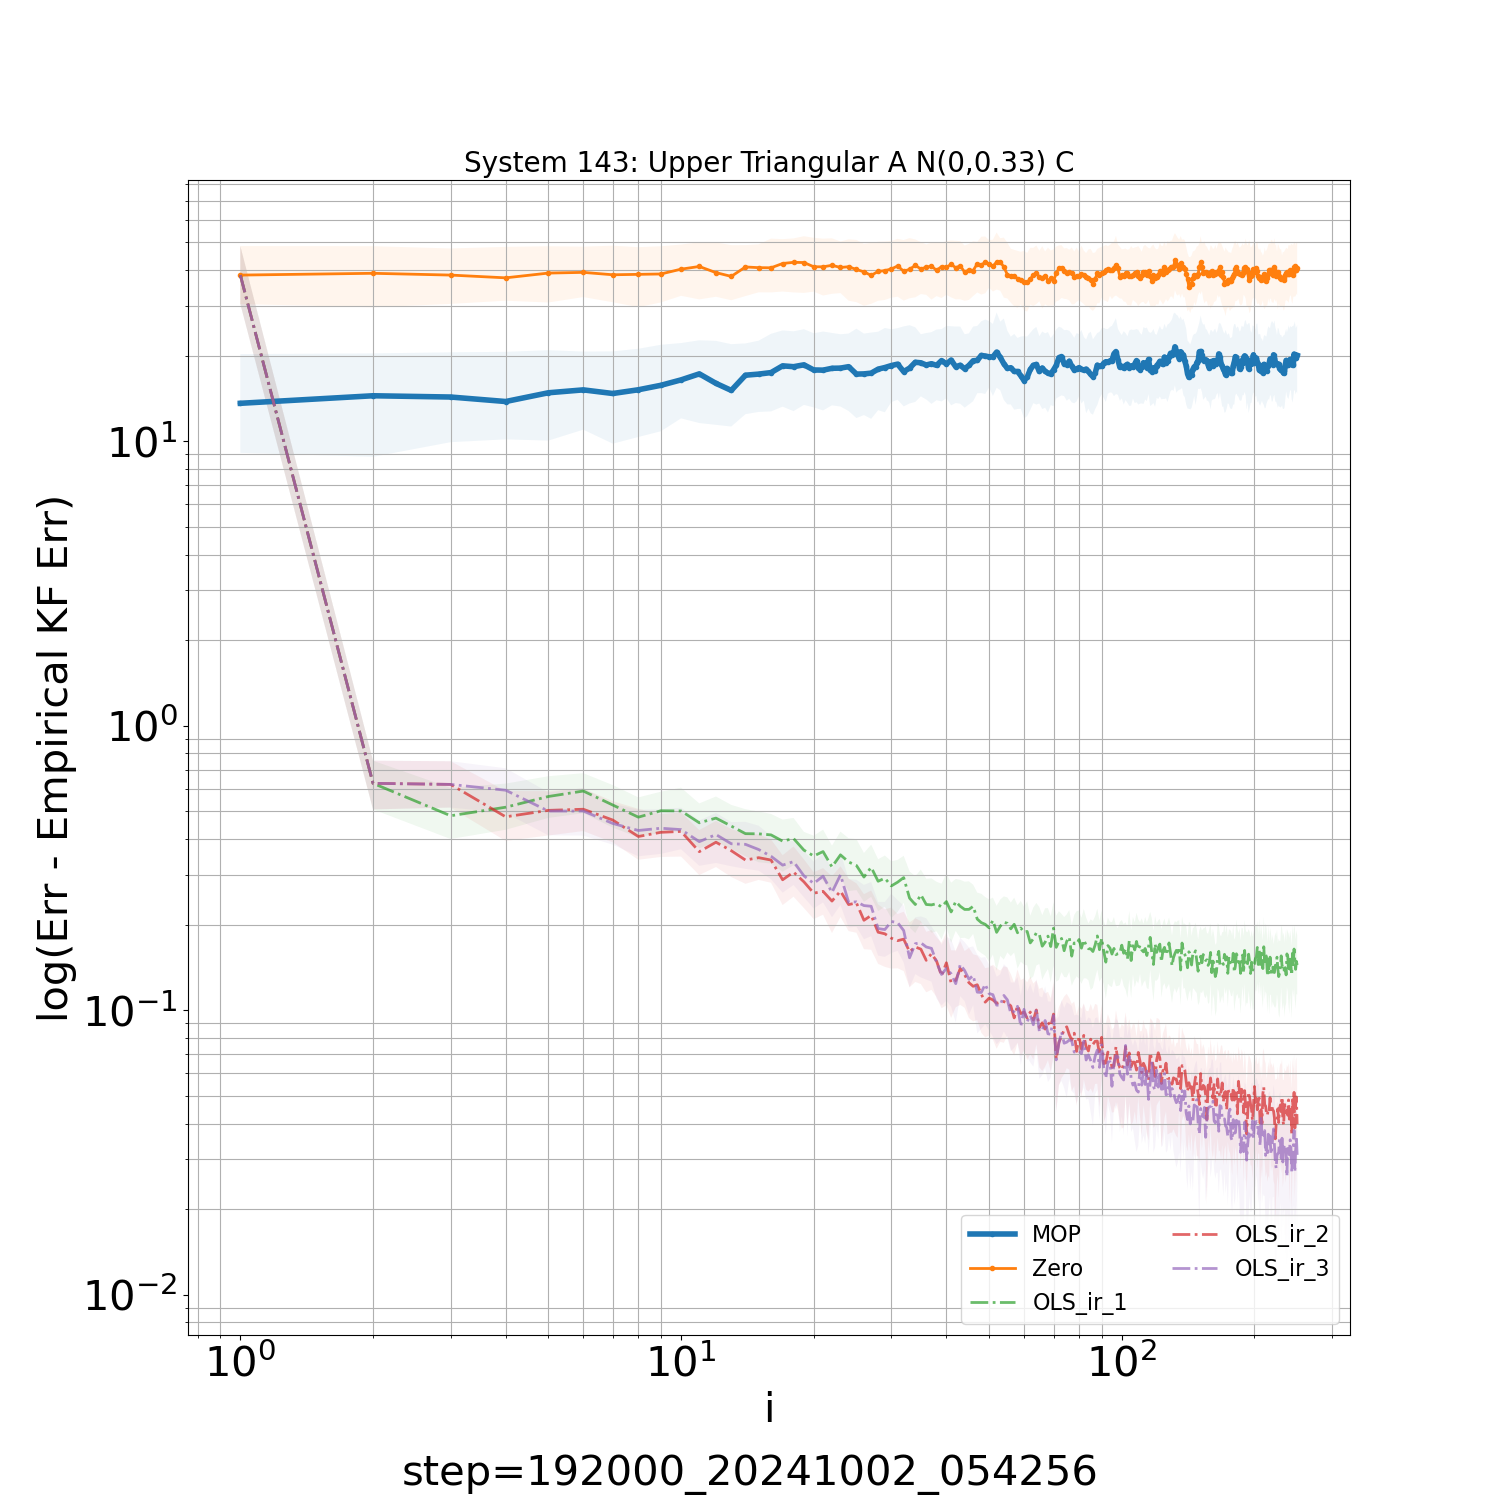 System 143: Upper Triangular A N(0,0.33) C
log(Err - Empirical KF Err)
10^1
10^0
10^-1
10^-2
10^0 10^1 10^2
MOP
Zero
OLS_ir_1
OLS_ir_2
OLS_ir_3
i
step=192000_20241002_054256